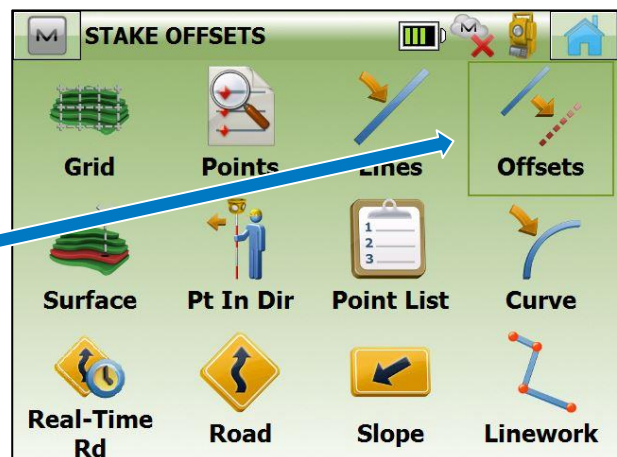 M STAKE OFFSETS
M
Grid Points Lines Offsets
1
2
3
Surface Pt In Dir Point List Curve
Real-Time
Rd Road Slope Linework